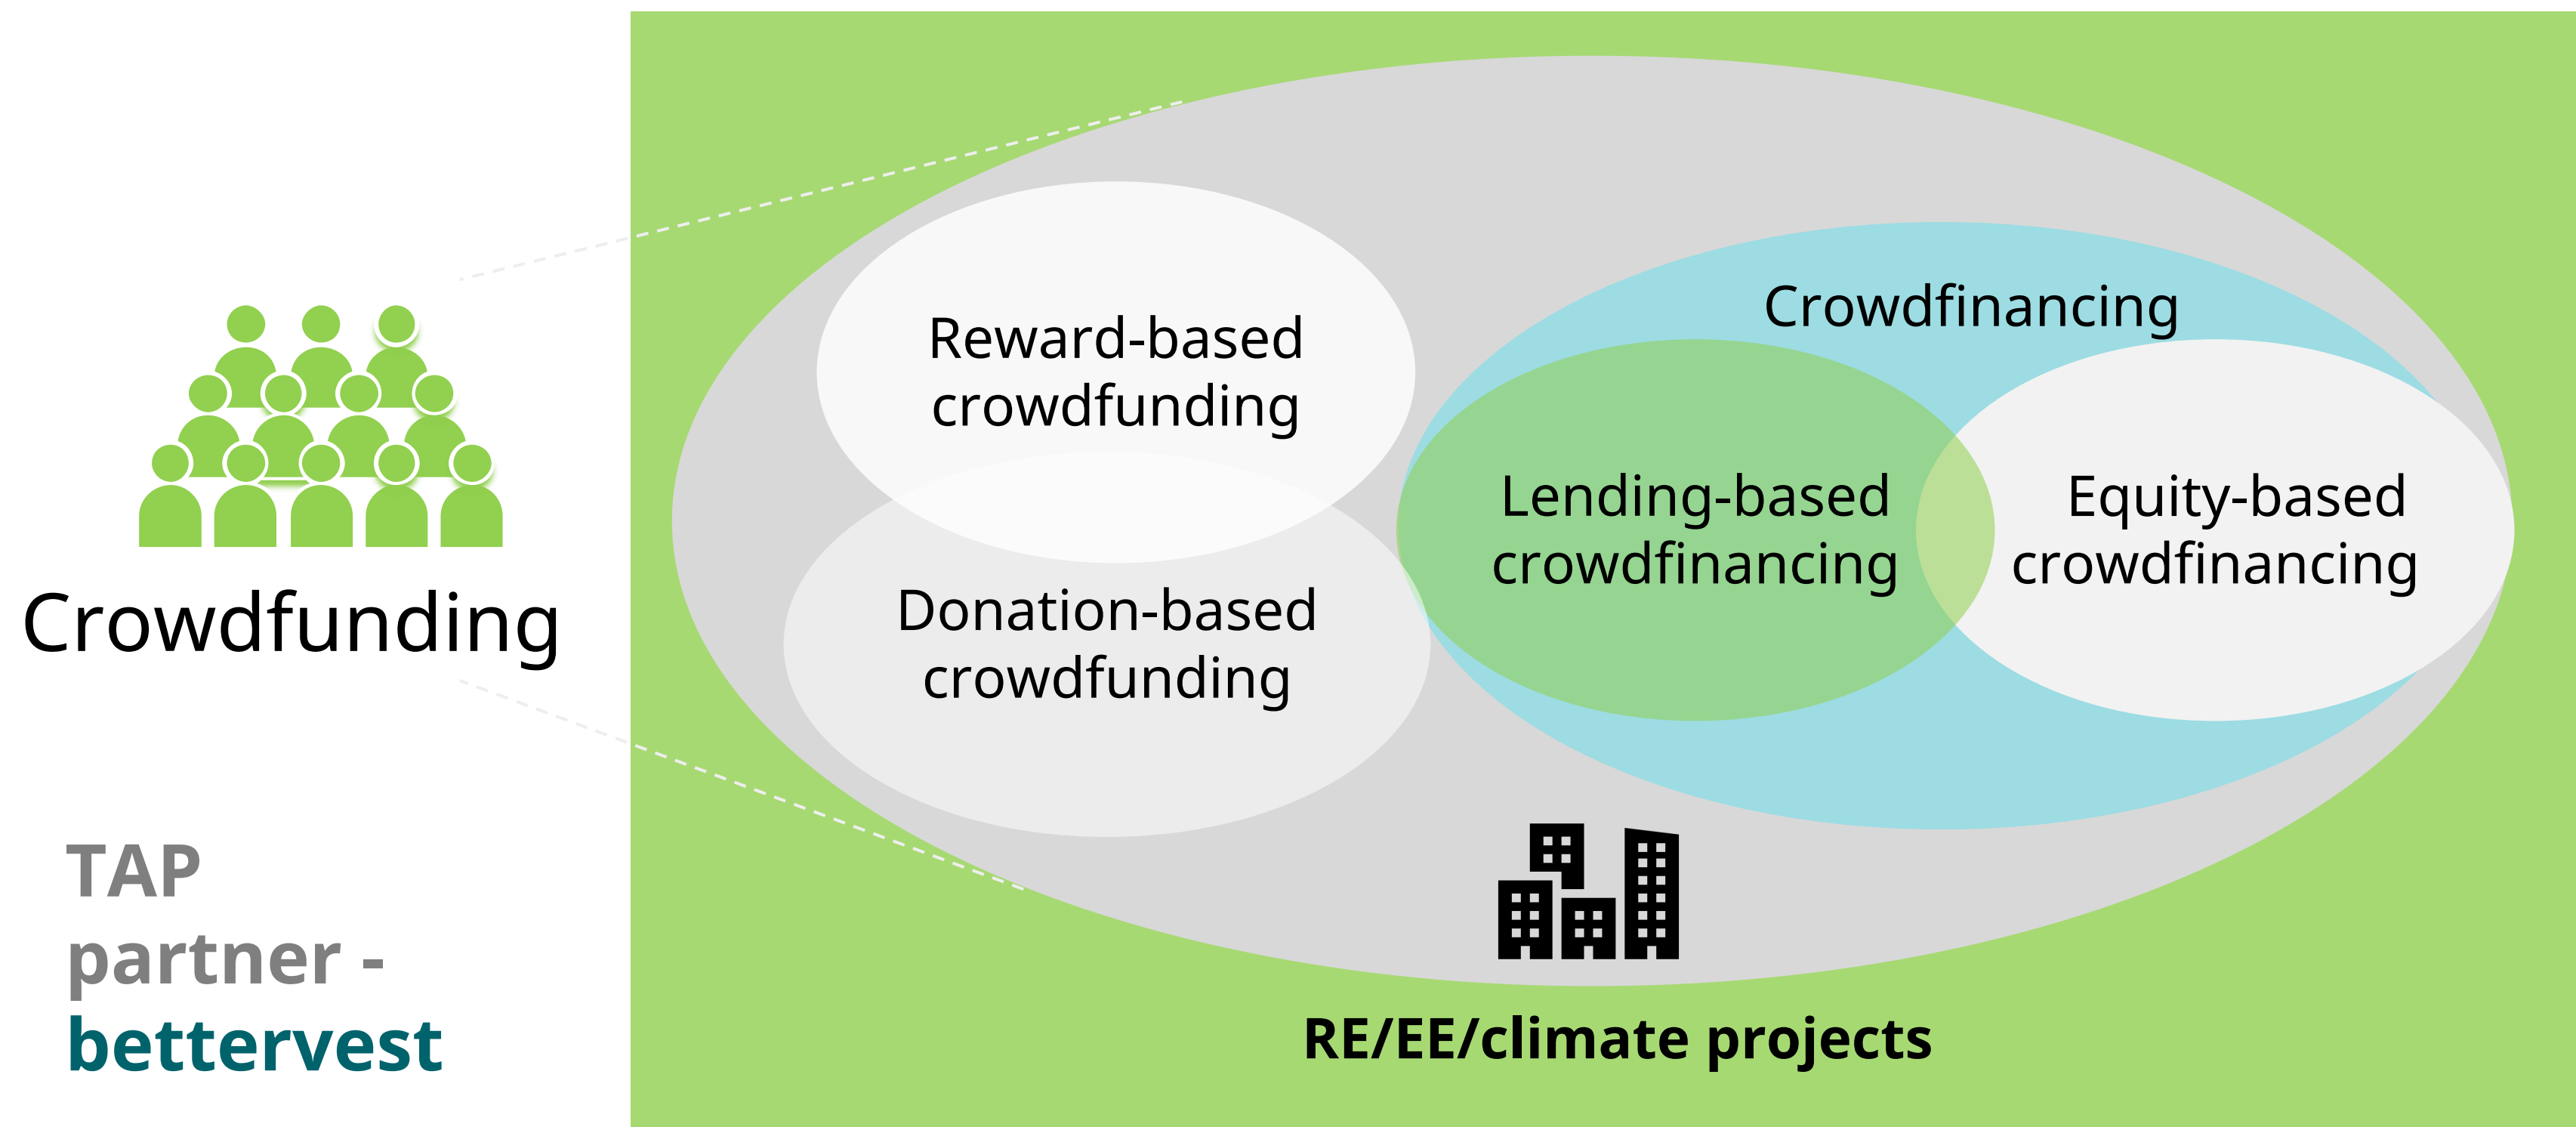 Crowdfunding
TAP
partner -
bettervest
Reward-based
crowdfunding
Donation-based
crowdfunding
Crowdfinancing
Lending-based
crowdfinancing
Equity-based
crowdfinancing
RE/EE/climate projects